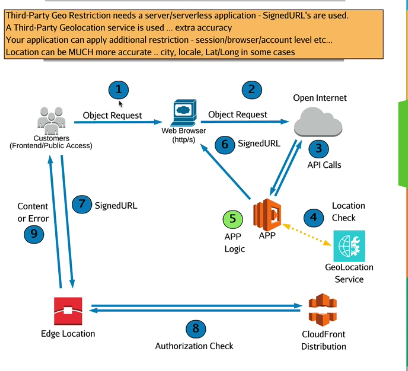 Third-Party Geo Restriction needs a server/serverless application - SignedURL's are used.
A Third-Party Geolocation service is used ... extra accuracy
Your application can apply additional restriction - session/browser/account level etc...
Location can be MUCH more accurate .. city, locale, Lat/Long in some cases
1
2
Open Internet
Object Request
Object Request
Customers
(Frontend/Public Access)
Web Browser
(http/s)
6
SignedURL
3
API Calls
7
SignedURL
Content
or Error
9
5
APP
Logic
APP
4
Location
Check
GeoLocation
Service
Edge Location
8
Authorization Check
CloudFront
Distribution